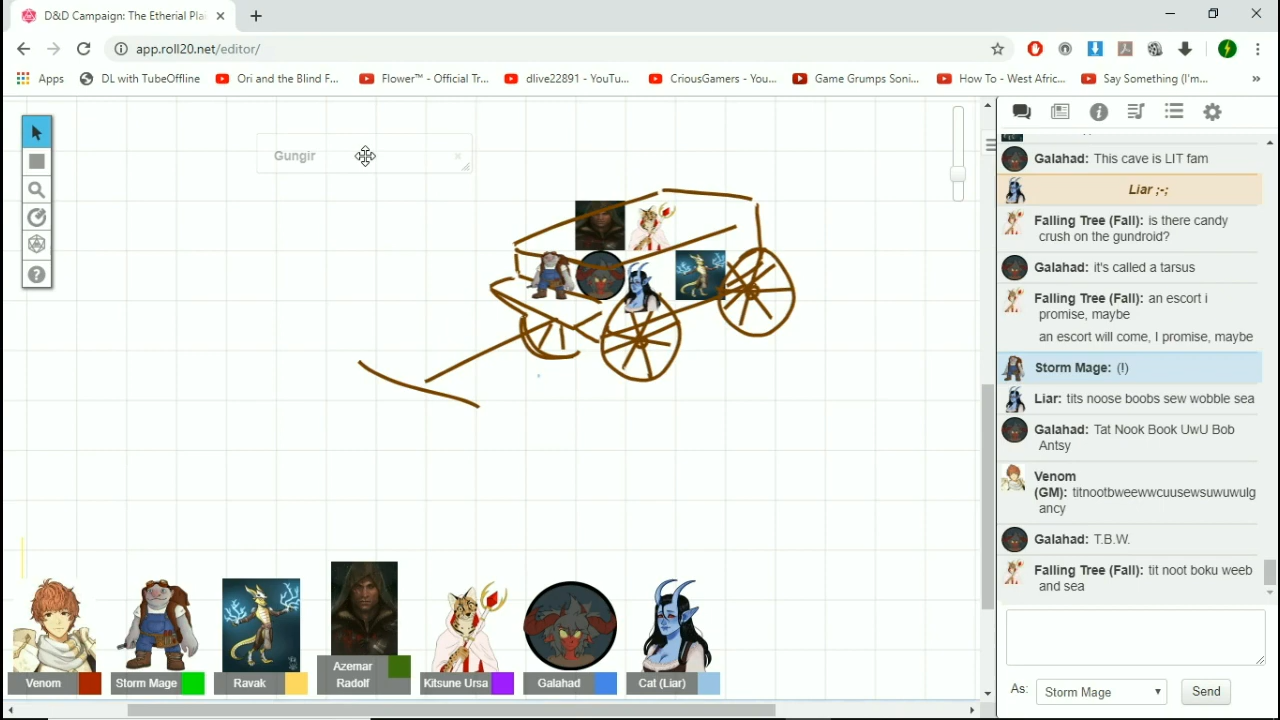 D&D Campaign: The Etherial Plai
app.roll20.net/editor/
Apps
DL with TubeOffline
Ori and the Blind F...
Flower™ - Official Tr...
dlive22891 - YouTu...
CriousGamers - You...
Game Grumps Soni...
How To - West Afric...
Say Something (I'm...
»
Gungir
Galahad: This cave is LIT fam
Liar ;-;
Falling Tree (Fall): is there candy
crush on the gundroid?
Galahad: it's called a tarsus
Falling Tree (Fall): an escort i
promise, maybe
an escort will come, I promise, maybe
Storm Mage: (!)
Liar: tits noose boobs sew wobble sea
Galahad: Tat Nook Book UwU Bob
Antsy
Venom
(GM): titnootbweewwcuusewsuwuwulg
ancy
Galahad: T.B.W.
Falling Tree (Fall): tit noot boku weeb
and sea
As: Storm Mage Send
Venom
Storm Mage
Ravak
Azemar
Radolf
Kitsune Ursa
Galahad
Cat (Liar)